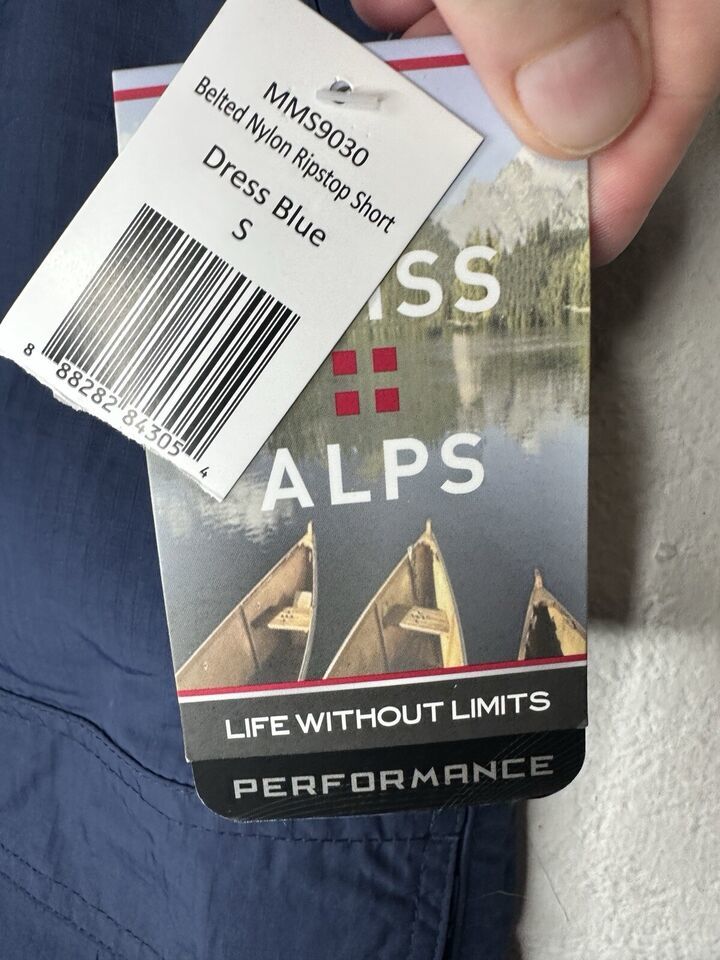 MMS9030
Belted Nylon Ripstop Short
Dress Blue
S
8 88282 84305 4
ISS
ALPS
LIFE WITHOUT LIMITS
PERFORMANCE